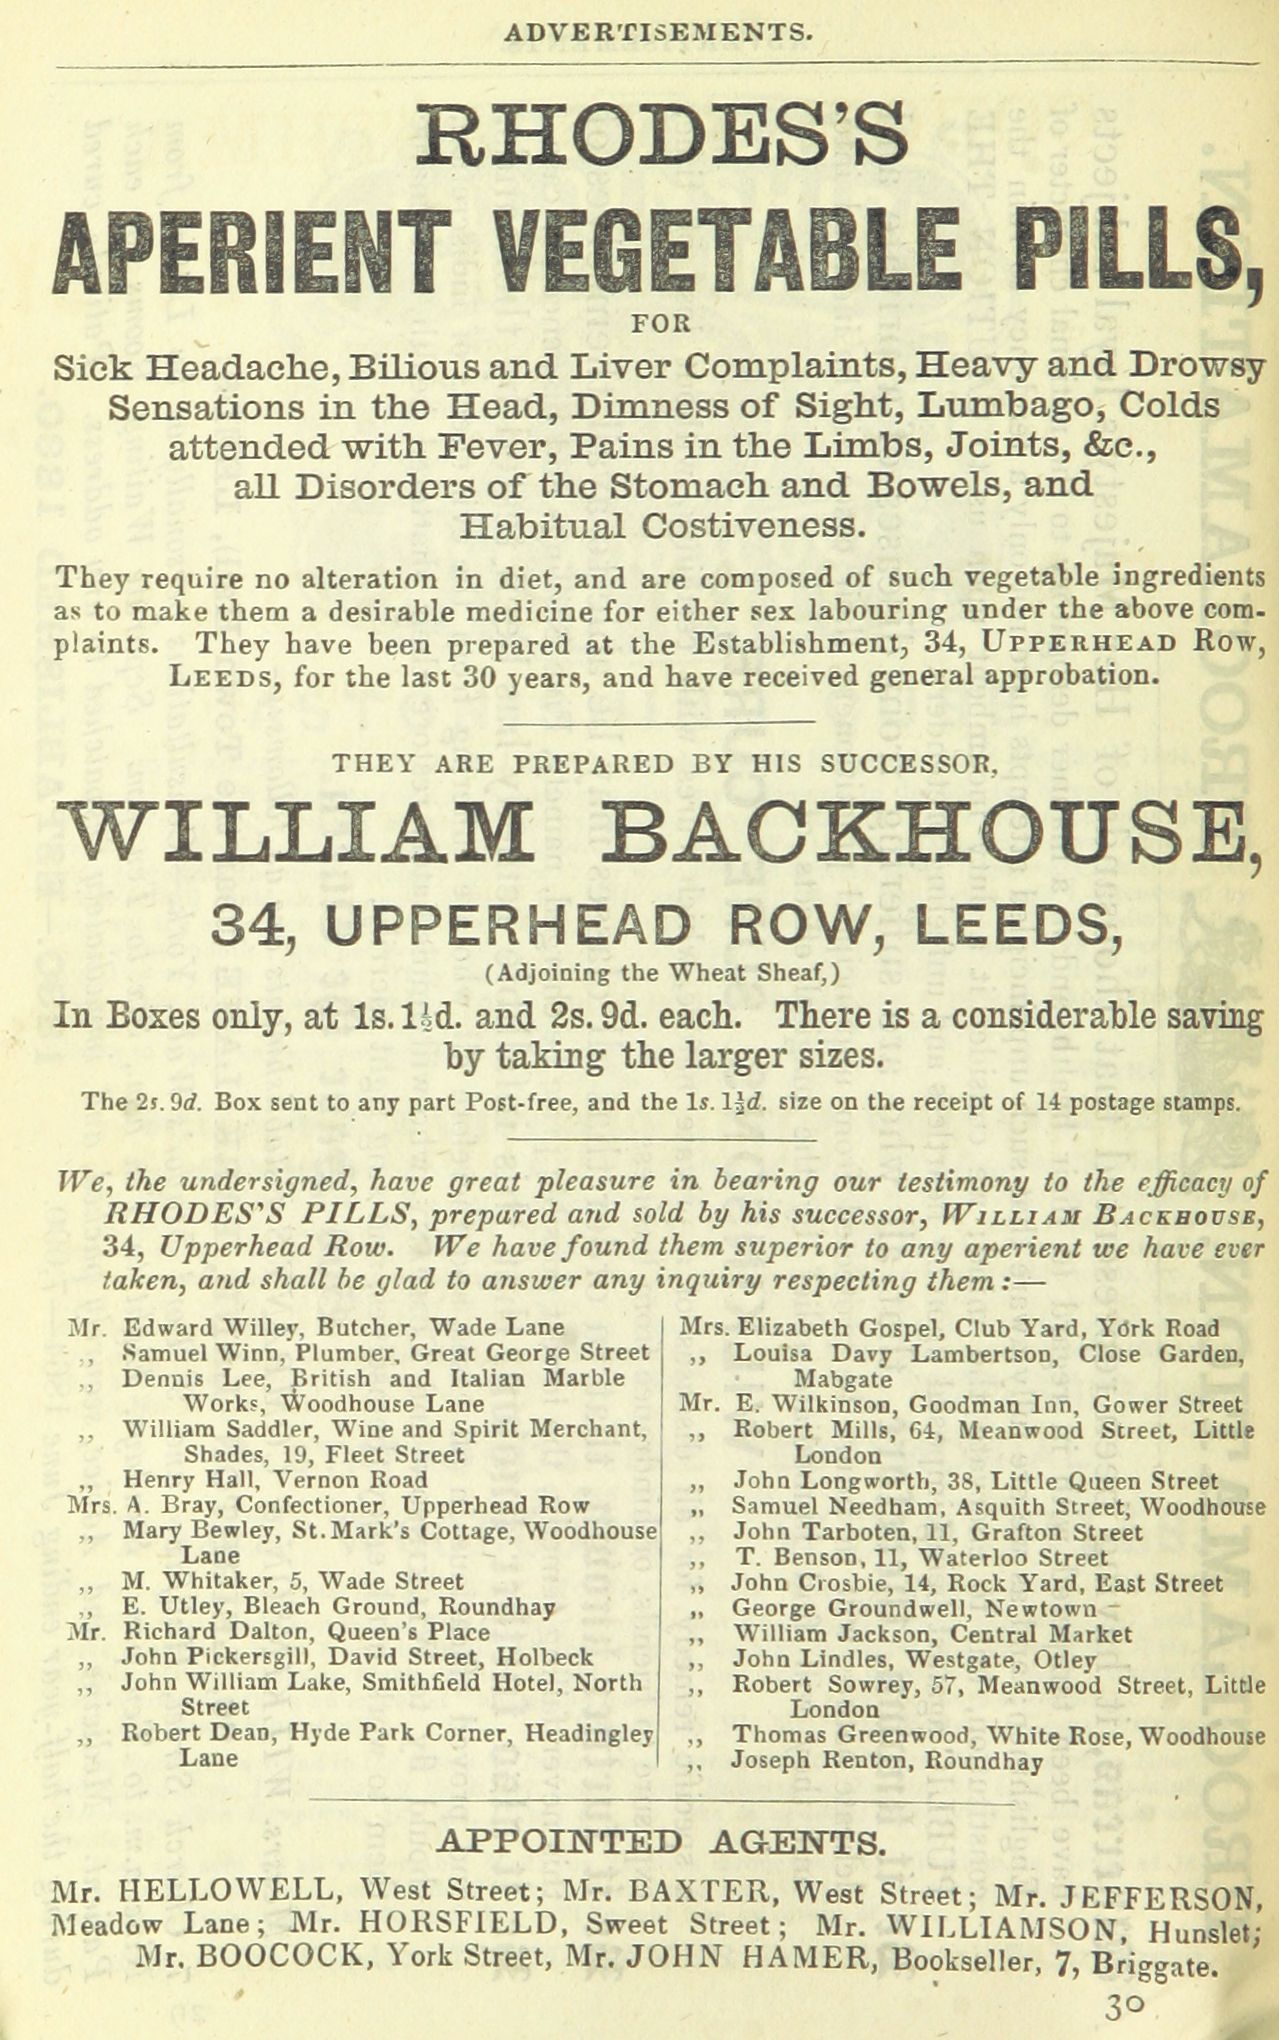 ADVERTISEMENTS.
RHODES'S
APERIENT VEGETABLE PILLS,
FOR
Sick Headache, Bilious and Liver Complaints, Heavy and Drowsy
Sensations in the Head, Dimness of Sight, Lumbago, Colds
attended with Fever, Pains in the Limbs, Joints, &c.,
all Disorders of the Stomach and Bowels, and
Habitual Costiveness.
They require no alteration in diet, and are composed of such vegetable ingredients
as to make them a desirable medicine for either sex labouring under the above com-
plaints. They have been prepared at the Establishment, 34, UPPERHEAD ROW,
LEEDS, for the last 30 years, and have received general approbation.
THEY ARE PREPARED BY HIS SUCCESSOR,
WILLIAM BACKHOUSE,
34, UPPERHEAD ROW, LEEDS,
(Adjoining the Wheat Sheaf,)
In Boxes only, at 1s. 1½d. and 2s. 9d. each. There is a considerable saving
by taking the larger sizes.
The 2s. 9d. Box sent to any part Post-free, and the 1s. 1½d. size on the receipt of 14 postage stamps.
We, the undersigned, have great pleasure in bearing our testimony to the efficacy of
RHODES'S PILLS, prepared and sold by his successor, WILLIAM BACKHOUSE,
34, Upperhead Row. We have found them superior to any aperient we have ever
taken, and shall be glad to answer any inquiry respecting them:—
Mr. Edward Willey, Butcher, Wade Lane
„ Samuel Winn, Plumber, Great George Street
„ Dennis Lee, British and Italian Marble
Works, Woodhouse Lane
„ William Saddler, Wine and Spirit Merchant,
Shades, 19, Fleet Street
„ Henry Hall, Vernon Road
Mrs. A. Bray, Confectioner, Upperhead Row
„ Mary Bewley, St. Mark's Cottage, Woodhouse
Lane
„ M. Whitaker, 5, Wade Street
„ E. Utley, Bleach Ground, Roundhay
Mr. Richard Dalton, Queen's Place
„ John Pickersgill, David Street, Holbeck
„ John William Lake, Smithfield Hotel, North
Street
„ Robert Dean, Hyde Park Corner, Headingley
Lane
Mrs. Elizabeth Gospel, Club Yard, York Road
„ Louisa Davy Lambertson, Close Garden,
Mabgate
Mr. E. Wilkinson, Goodman Inn, Gower Street
„ Robert Mills, 64, Meanwood Street, Little
London
„ John Longworth, 38, Little Queen Street
„ Samuel Needham, Asquith Street, Woodhouse
„ John Tarboten, 11, Grafton Street
„ T. Benson, 11, Waterloo Street
„ John Crosbie, 14, Rock Yard, East Street
„ George Groundwell, Newtown
„ William Jackson, Central Market
„ John Lindles, Westgate, Otley
„ Robert Sowrey, 57, Meanwood Street, Little
London
„ Thomas Greenwood, White Rose, Woodhouse
„ Joseph Renton, Roundhay
APPOINTED AGENTS.
Mr. HELLOWELL, West Street; Mr. BAXTER, West Street; Mr. JEFFERSON,
Meadow Lane; Mr. HORSFIELD, Sweet Street; Mr. WILLIAMSON, Hunslet;
Mr. BOOCOCK, York Street, Mr. JOHN HAMER, Bookseller, 7, Briggate.
30